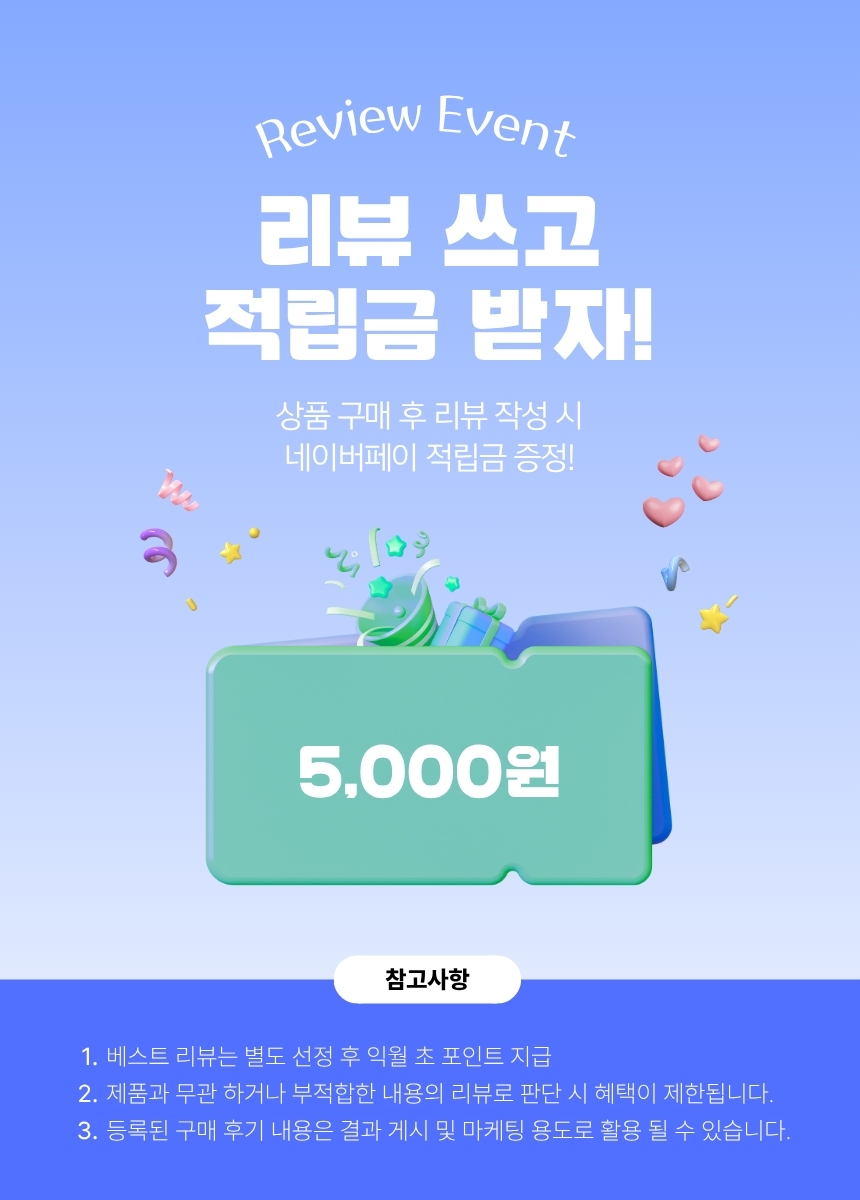 Review Event
리뷰 쓰고
적립금 받자!
상품 구매 후 리뷰 작성 시
네이버페이 적립금 증정!
5,000원
참고사항
1. 베스트 리뷰는 별도 선정 후 익월 초 포인트 지급
2. 제품과 무관 하거나 부적합한 내용의 리뷰로 판단 시 혜택이 제한됩니다.
3. 등록된 구매 후기 내용은 결과 게시 및 마케팅 용도로 활용 될 수 있습니다.